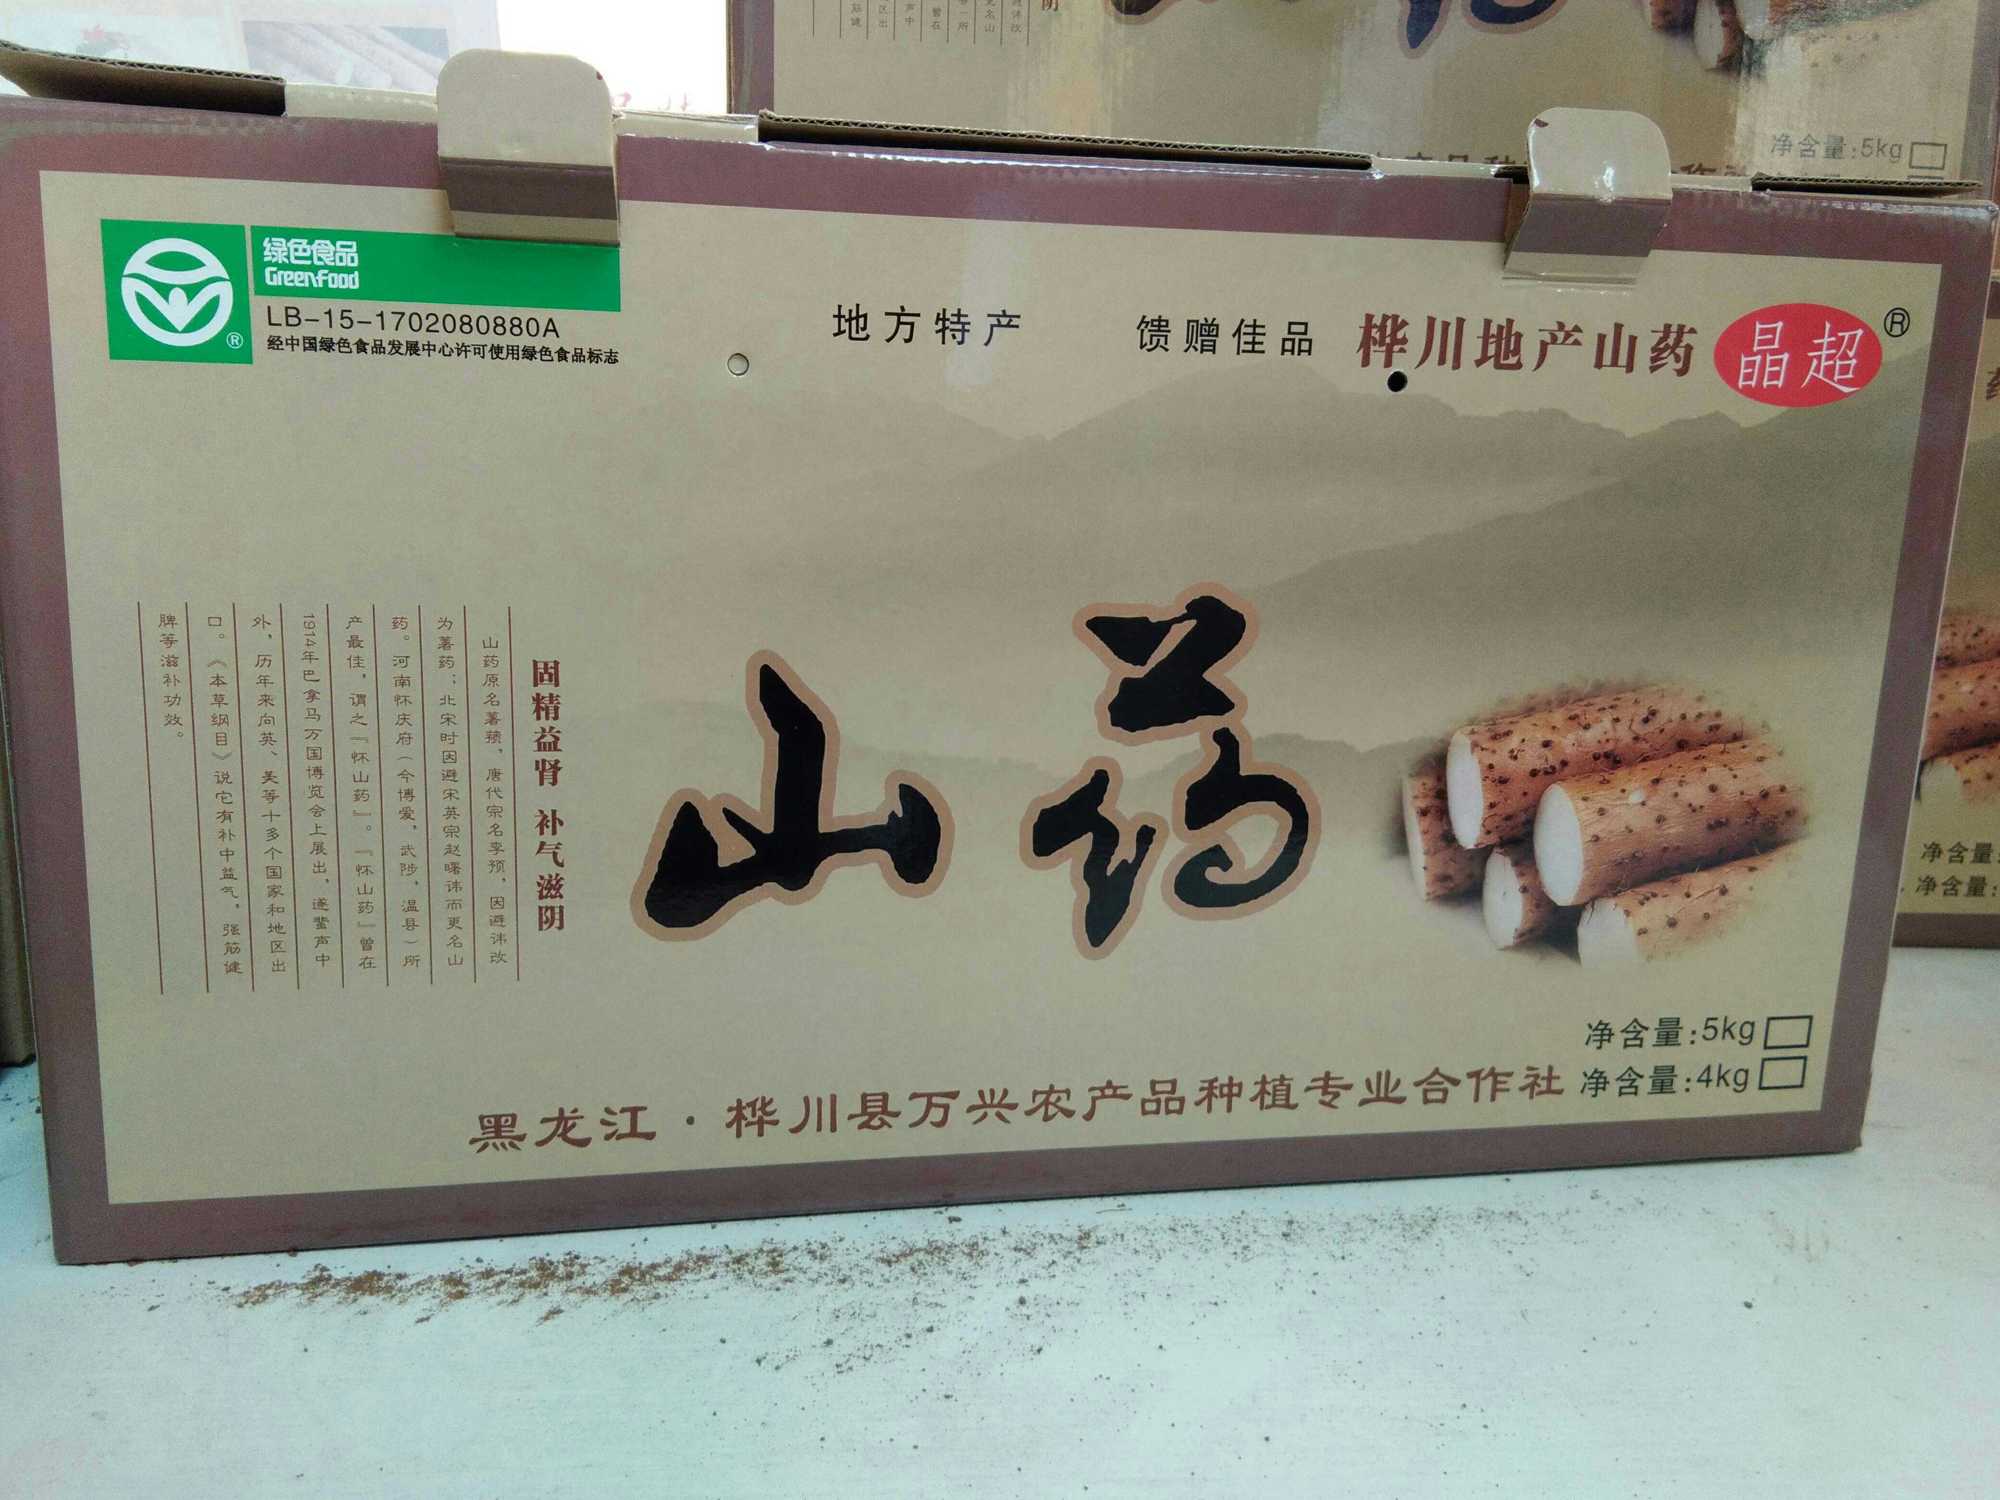 绿色食品
GreenFood
LB-15-1702080880A
经中国绿色食品发展中心许可使用绿色食品标志
地方特产
馈赠佳品
桦川地产山药
晶超®
固精益肾 补气滋阴
山药原名薯蓣,唐代宗名李预,因避讳改
为薯药;北宋时因避宋英宗赵曙讳而更名山
药。河南怀庆府(今博爱,武陟,温县)所
产最佳,谓之『怀山药』。『怀山药』曾在
1914年巴拿马万国博览会上展出,遂蜚声中
外,历年来向英、美等十多个国家和地区出
口。《本草纲目》说它有补中益气,强筋健
脾等滋补功效。
山药
净含量:5kg
净含量:4kg
黑龙江·桦川县万兴农产品种植专业合作社
净含量:5kg
净含量:
净含量: